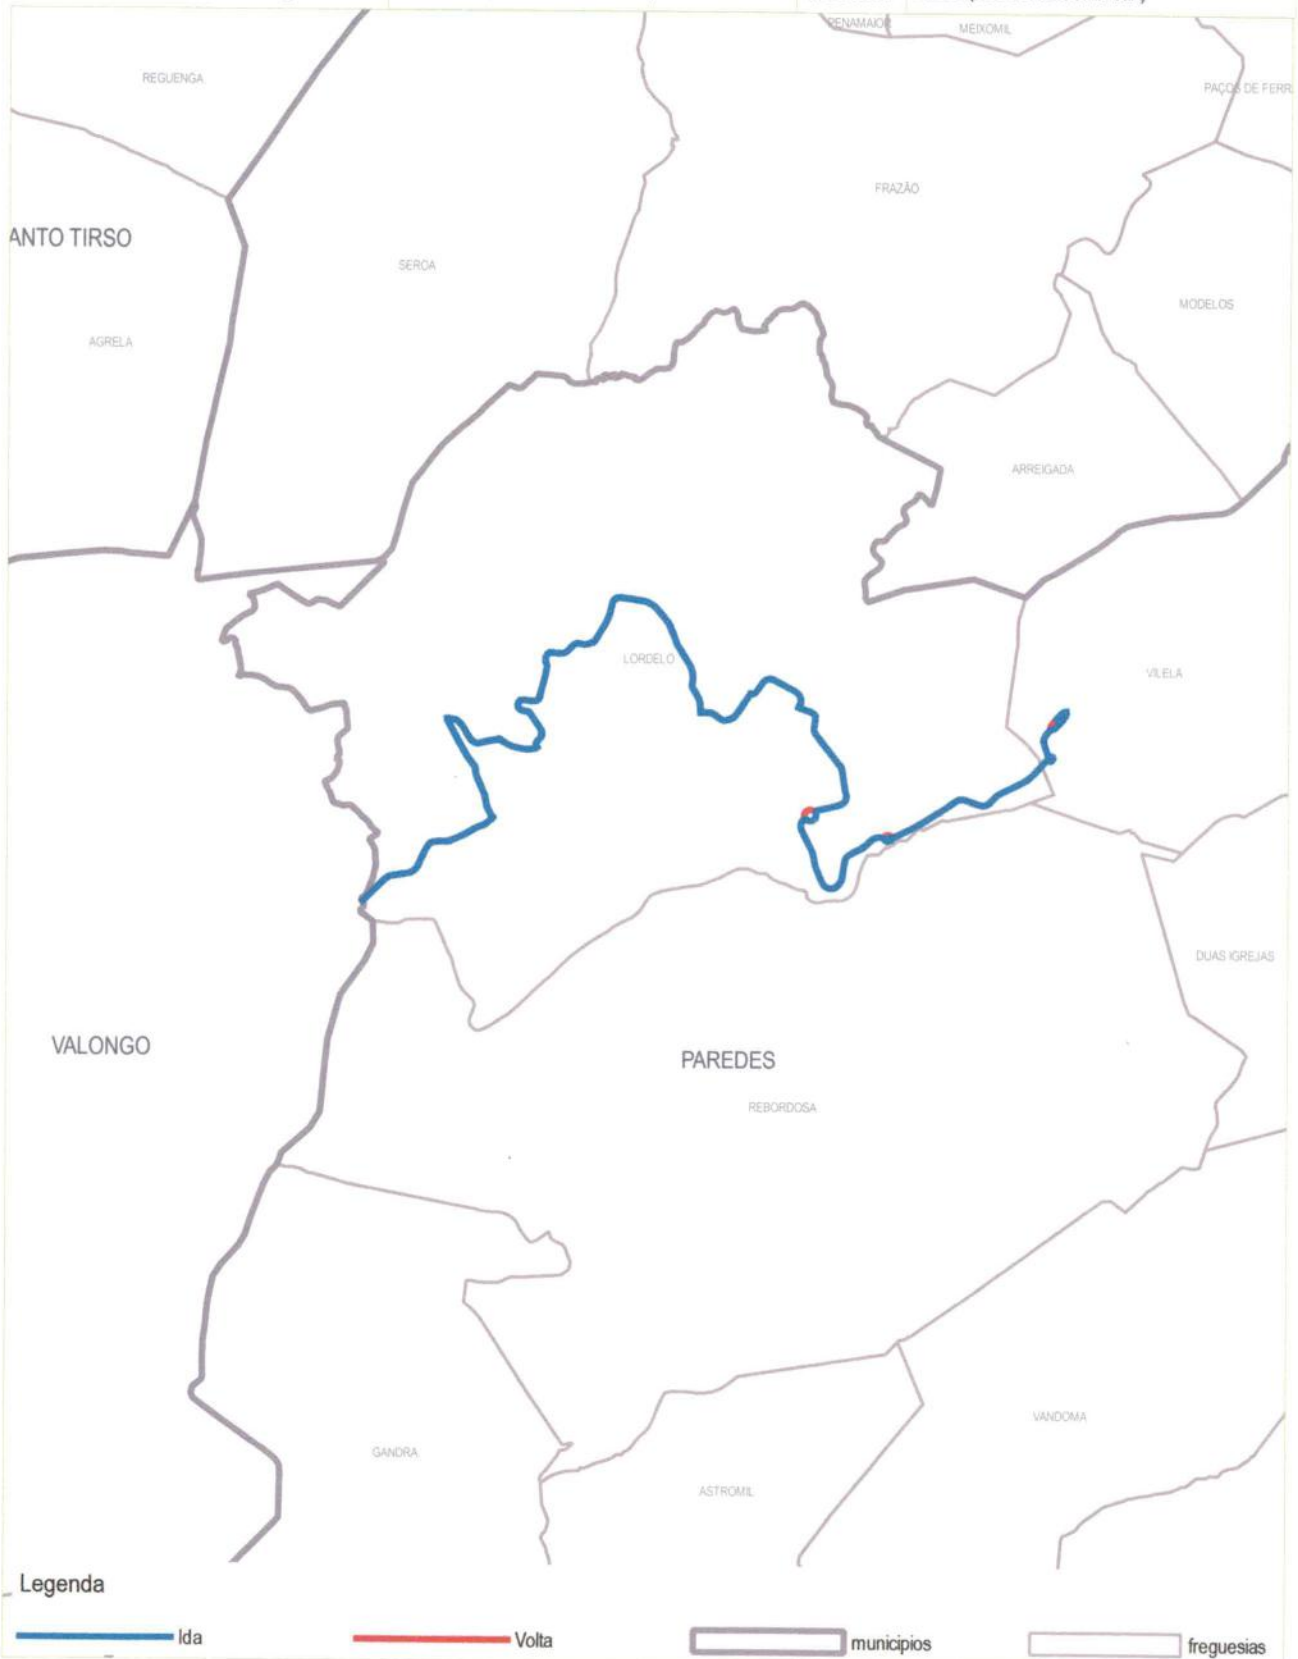 PENAMAIOR
MEIXOMIL
REGUENGA
PAÇOS DE FERR
FRAZÃO
ANTO TIRSO
SEROA
MODELOS
AGRELA
ARREIGADA
LORDELO
VILELA
DUAS IGREJAS
VALONGO
PAREDES
REBORDOSA
VANDOMA
GANDRA
ASTROMIL
Legenda
Ida
Volta
municipios
freguesias